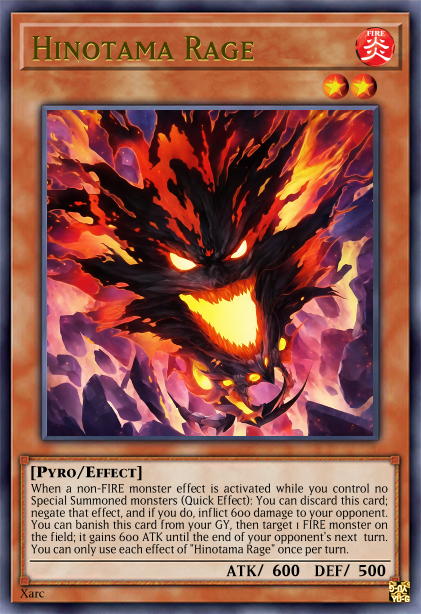 Hinotama Rage
FIRE
炎
[Pyro/Effect]
When a non-FIRE monster effect is activated while you control no
Special Summoned monsters (Quick Effect): You can discard this card;
negate that effect, and if you do, inflict 600 damage to your opponent.
You can banish this card from your GY, then target 1 FIRE monster on
the field; it gains 600 ATK until the end of your opponent's next turn.
You can only use each effect of "Hinotama Rage" once per turn.
ATK/ 600 DEF/ 500
Xarc